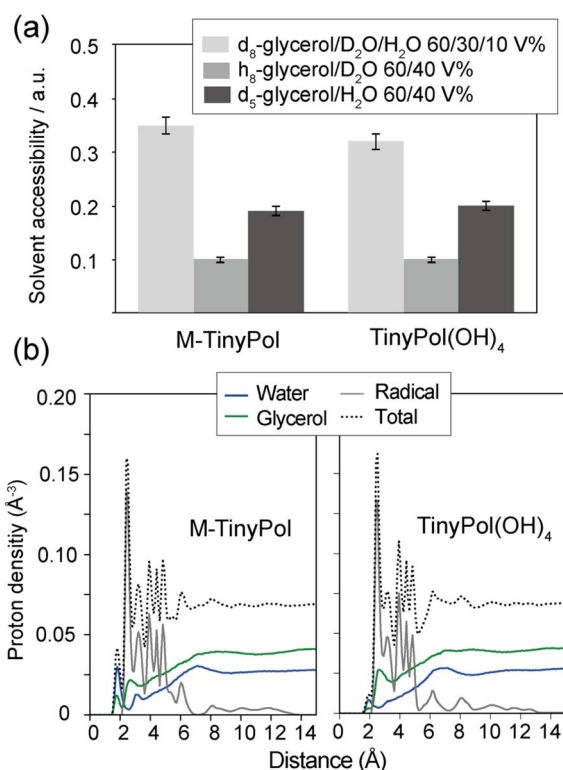 (a)
d₈-glycerol/D₂O/H₂O 60/30/10 V%
h₈-glycerol/D₂O 60/40 V%
d₅-glycerol/H₂O 60/40 V%
Solvent accessibility / a.u.
0.5
0.4
0.3
0.2
0.1
M-TinyPol
TinyPol(OH)₄
(b)
Water
Radical
Glycerol
Total
Proton densitiy (Å⁻³)
0.20
0.15
0.10
0.05
0
M-TinyPol
TinyPol(OH)₄
0 2 4 6 8 10 12 14
0 2 4 6 8 10 12 14
Distance (Å)